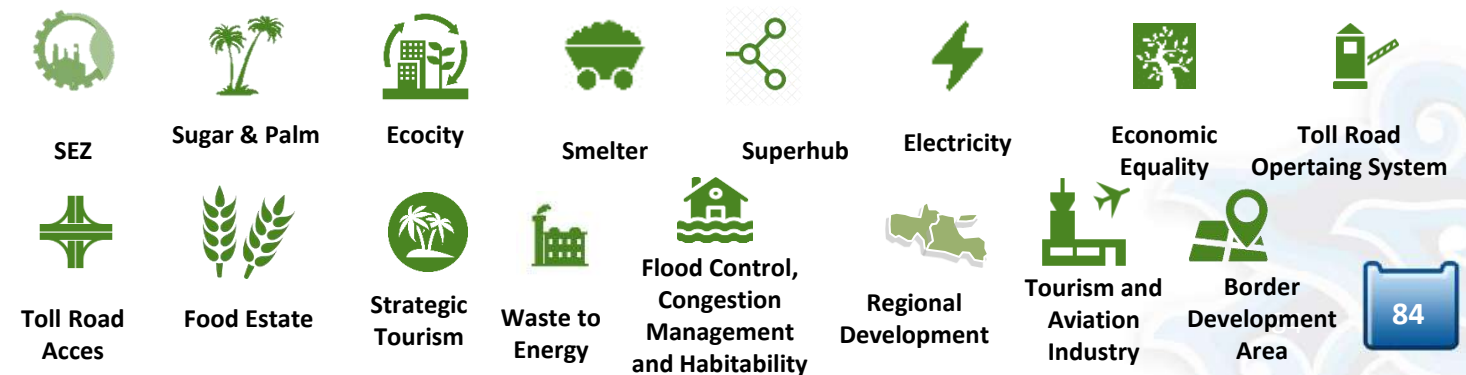 SEZ
Sugar & Palm
Ecocity
Smelter
Superhub
Electricity
Economic
Equality
Toll Road
Opertaing System
Toll Road
Acces
Food Estate
Strategic
Tourism
Waste to
Energy
Flood Control,
Congestion
Management
and Habitability
Regional
Development
Tourism and
Aviation
Industry
Border
Development
Area
84